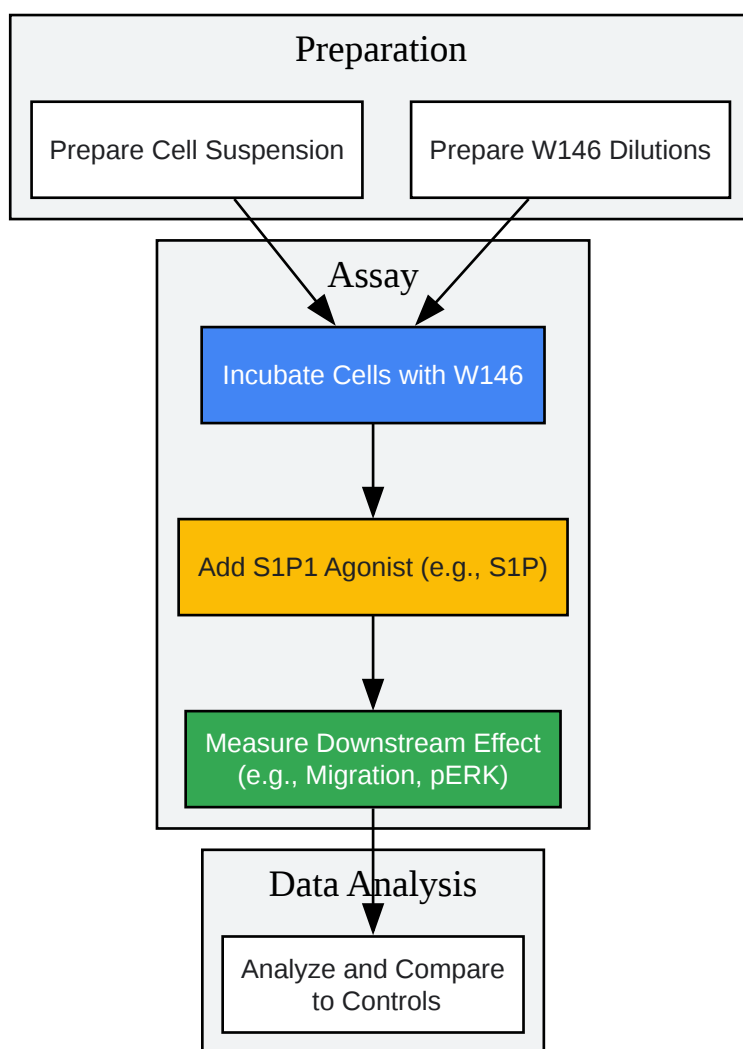 Preparation
Prepare Cell Suspension
Prepare W146 Dilutions
Assay
Incubate Cells with W146
Add S1P1 Agonist (e.g., S1P)
Measure Downstream Effect
(e.g., Migration, pERK)
Data Analysis
Analyze and Compare
to Controls